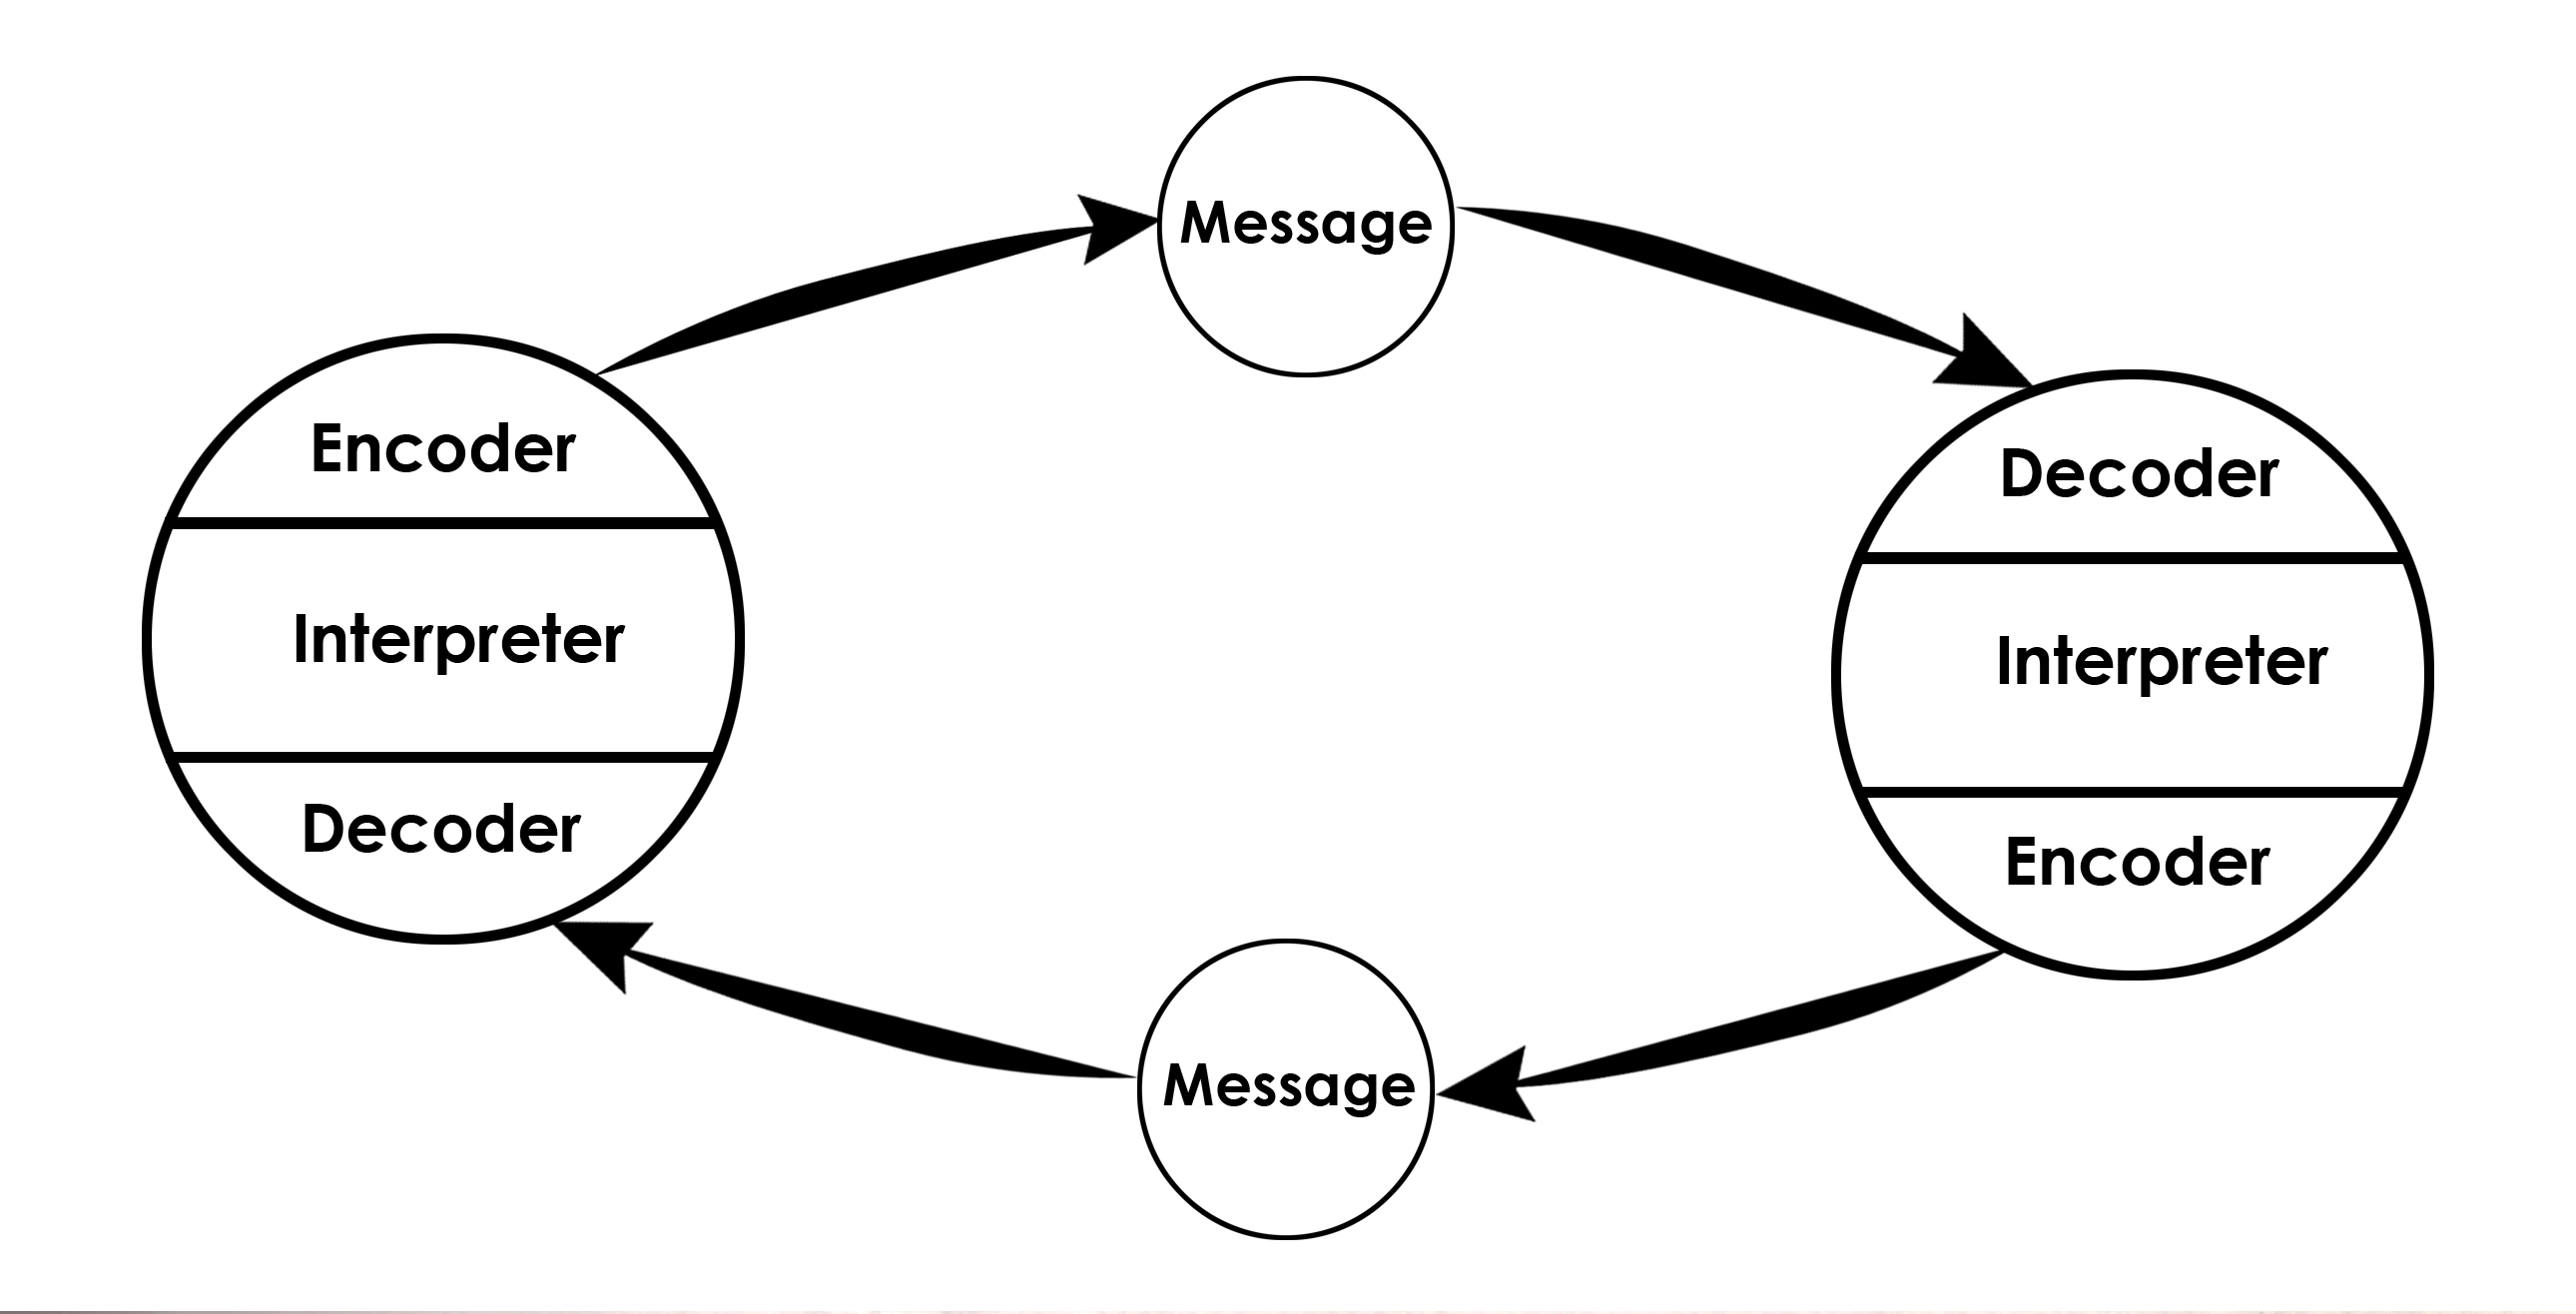 Message
Encoder
Interpreter
Decoder
Decoder
Interpreter
Encoder
Message